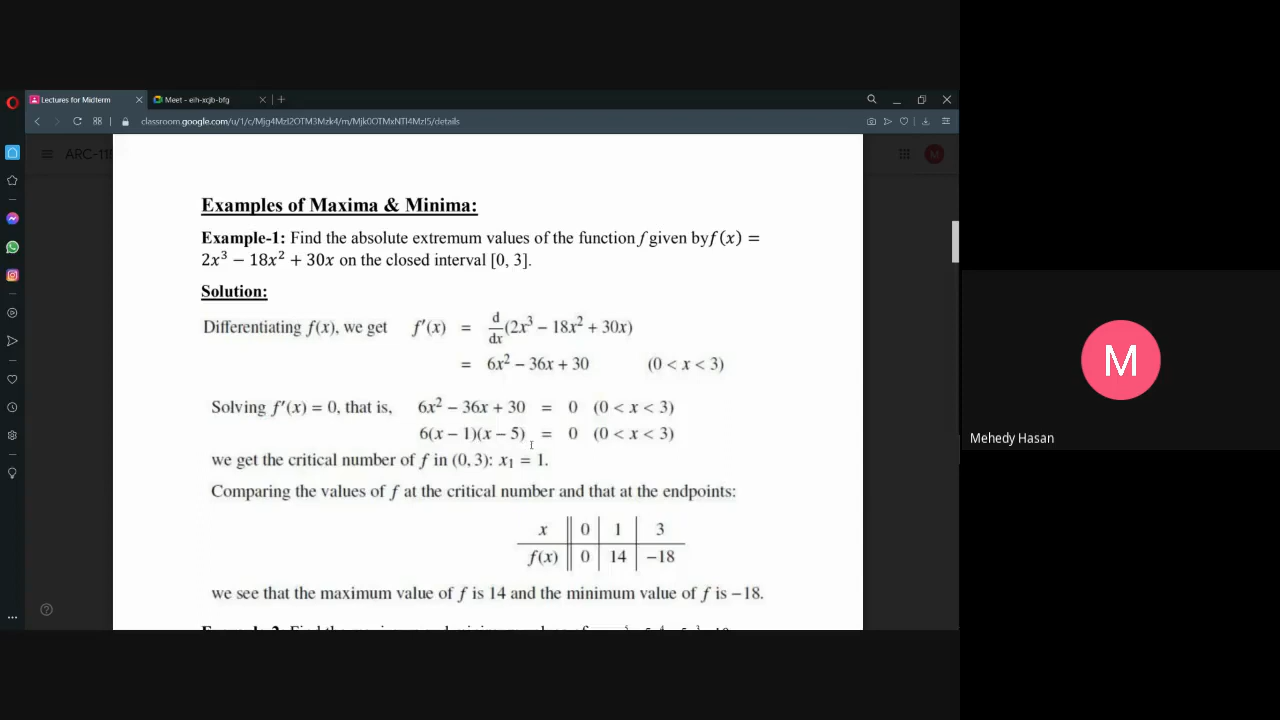 Lectures for Midterm
Meet - eih-xqjb-bfg
classroom.google.com/u/1/c/Mjg4MzI2OTM3Mzk4/m/Mjk0OTMxNTI4MzI5/details
ARC-11
M
Examples of Maxima & Minima:
Example-1: Find the absolute extremum values of the function f given by f(x) =
2x³ − 18x² + 30x on the closed interval [0, 3].
Solution:
Differentiating f(x), we get f′(x) = d/dx (2x³ − 18x² + 30x)
= 6x² − 36x + 30 (0 < x < 3)
Solving f′(x) = 0, that is, 6x² − 36x + 30 = 0 (0 < x < 3)
6(x − 1)(x − 5) = 0 (0 < x < 3)
we get the critical number of f in (0, 3): x₁ = 1.
Comparing the values of f at the critical number and that at the endpoints:
x 0 1 3
f(x) 0 14 −18
we see that the maximum value of f is 14 and the minimum value of f is −18.
M
Mehedy Hasan